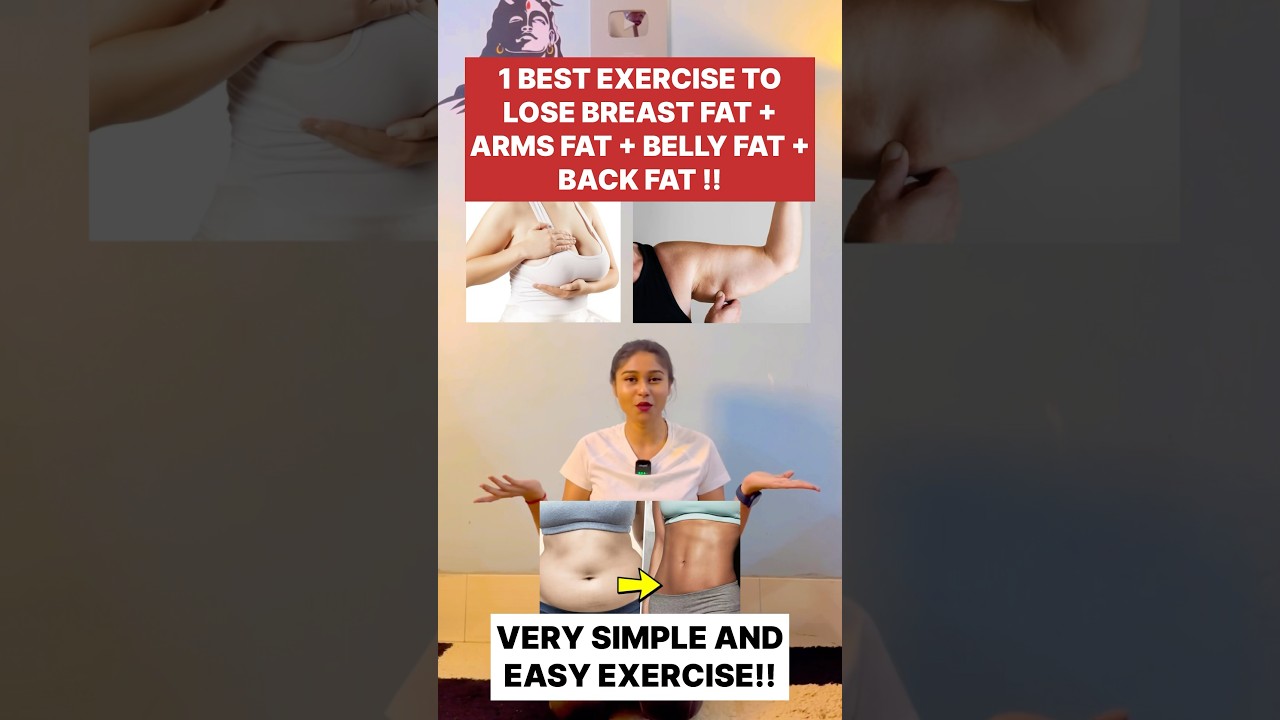 1 BEST EXERCISE TO
LOSE BREAST FAT +
ARMS FAT + BELLY FAT +
BACK FAT !!
VERY SIMPLE AND
EASY EXERCISE!!